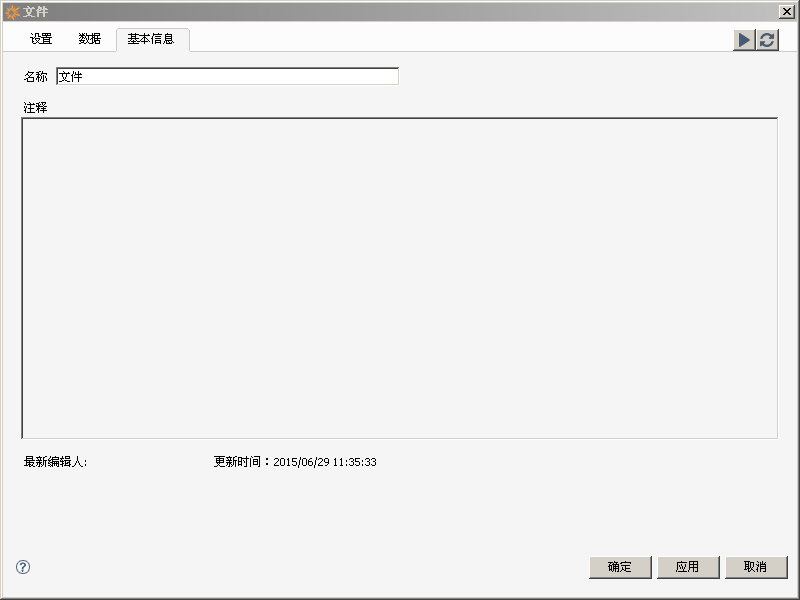 文件
设置 数据 基本信息
名称 文件
注释
最新编辑人: 更新时间：2015/06/29 11:35:33
确定 应用 取消